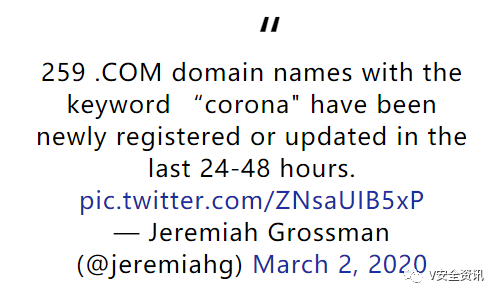 "
259 .COM domain names with the
keyword “corona" have been
newly registered or updated in the
last 24-48 hours.
pic.twitter.com/ZNsaUIB5xP
— Jeremiah Grossman
(@jeremiahg) March 2, 2020
V安全资讯